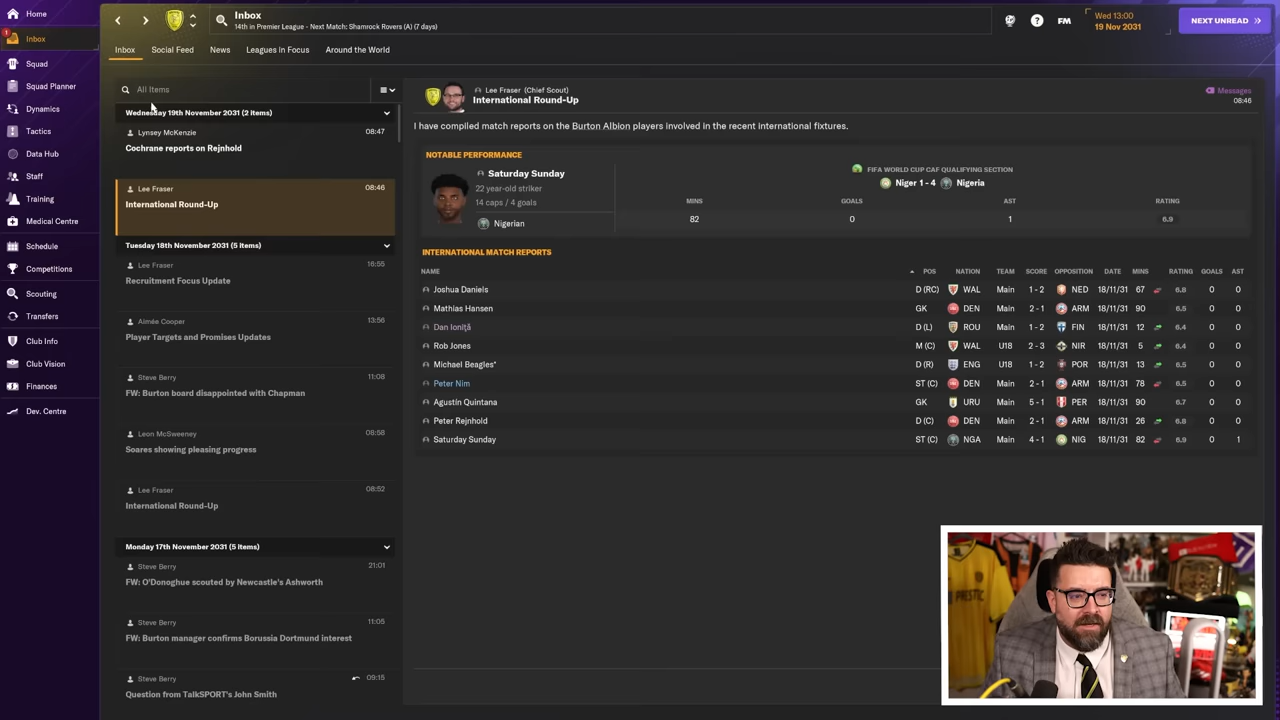 Home
1
Inbox
Squad
Squad Planner
Dynamics
Tactics
Data Hub
Staff
Training
Medical Centre
Schedule
Competitions
Scouting
Transfers
Club Info
Club Vision
Finances
Dev. Centre
Inbox
14th in Premier League - Next Match: Shamrock Rovers (A) (7 days)
FM
Wed 13:00
19 Nov 2031
NEXT UNREAD
Inbox Social Feed News Leagues In Focus Around the World
All Items
Wednesday 19th November 2031 (2 items)
Lynsey McKenzie 08:47
Cochrane reports on Rejnhold
Lee Fraser 08:46
International Round-Up
Tuesday 18th November 2031 (5 items)
Lee Fraser 16:55
Recruitment Focus Update
Aimée Cooper 13:56
Player Targets and Promises Updates
Steve Berry 11:08
FW: Burton board disappointed with Chapman
Leon McSweeney 09:58
Soares showing pleasing progress
Lee Fraser 08:52
International Round-Up
Monday 17th November 2031 (5 items)
Steve Berry 21:01
FW: O'Donoghue scouted by Newcastle's Ashworth
Steve Berry 11:05
FW: Burton manager confirms Borussia Dortmund interest
Steve Berry 09:15
Question from TalkSPORT's John Smith
Lee Fraser (Chief Scout) Messages
International Round-Up 08:46
I have compiled match reports on the Burton Albion players involved in the recent international fixtures.
NOTABLE PERFORMANCE
Saturday Sunday
22 year-old striker
14 caps / 4 goals
Nigerian
FIFA WORLD CUP CAF QUALIFYING SECTION
Niger 1 - 4 Nigeria
MINS GOALS AST RATING
82 0 1 6.9
INTERNATIONAL MATCH REPORTS
NAME POS NATION TEAM SCORE OPPOSITION DATE MINS RATING GOALS AST
Joshua Daniels D (RC) WAL Main 1 - 2 NED 18/11/31 67 6.8 0 0
Mathias Hansen GK DEN Main 2 - 1 ARM 18/11/31 90 6.5 0 0
Dan Ioniţă D (L) ROU Main 1 - 2 FIN 18/11/31 12 6.4 0 0
Rob Jones M (C) WAL U18 2 - 3 NIR 18/11/31 5 6.4 0 0
Michael Beagles* D (R) ENG U18 1 - 2 POR 18/11/31 13 6.5 0 0
Peter Nim ST (C) DEN Main 2 - 1 ARM 18/11/31 78 6.5 0 0
Agustín Quintana GK URU Main 5 - 1 PER 18/11/31 90 6.7 0 0
Peter Rejnhold D (C) DEN Main 2 - 1 ARM 18/11/31 26 6.8 0 0
Saturday Sunday ST (C) NGA Main 4 - 1 NIG 18/11/31 82 6.9 0 1